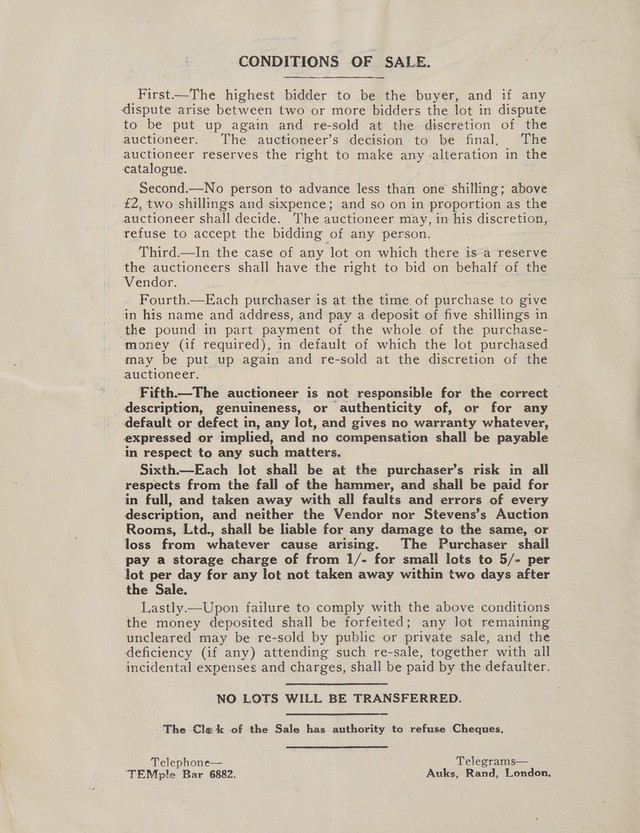 CONDITIONS OF SALE.
First.—The highest bidder to be the buyer, and if any
dispute arise between two or more bidders the lot in dispute
to be put up again and re-sold at the discretion of the
auctioneer. The auctioneer's decision to be final. The
auctioneer reserves the right to make any alteration in the
catalogue.
Second.—No person to advance less than one shilling; above
£2, two shillings and sixpence; and so on in proportion as the
auctioneer shall decide. The auctioneer may, in his discretion,
refuse to accept the bidding of any person.
Third.—In the case of any lot on which there is a reserve
the auctioneers shall have the right to bid on behalf of the
Vendor.
Fourth.—Each purchaser is at the time of purchase to give
in his name and address, and pay a deposit of five shillings in
the pound in part payment of the whole of the purchase-
money (if required), in default of which the lot purchased
may be put up again and re-sold at the discretion of the
auctioneer.
Fifth.—The auctioneer is not responsible for the correct
description, genuineness, or authenticity of, or for any
default or defect in, any lot, and gives no warranty whatever,
expressed or implied, and no compensation shall be payable
in respect to any such matters.
Sixth.—Each lot shall be at the purchaser's risk in all
respects from the fall of the hammer, and shall be paid for
in full, and taken away with all faults and errors of every
description, and neither the Vendor nor Stevens's Auction
Rooms, Ltd., shall be liable for any damage to the same, or
loss from whatever cause arising. The Purchaser shall
pay a storage charge of from 1/- for small lots to 5/- per
lot per day for any lot not taken away within two days after
the Sale.
Lastly.—Upon failure to comply with the above conditions
the money deposited shall be forfeited; any lot remaining
uncleared may be re-sold by public or private sale, and the
deficiency (if any) attending such re-sale, together with all
incidental expenses and charges, shall be paid by the defaulter.
NO LOTS WILL BE TRANSFERRED.
The Clerk of the Sale has authority to refuse Cheques.
Telephone—
TEMple Bar 6882.
Telegrams—
Auks, Rand, London.